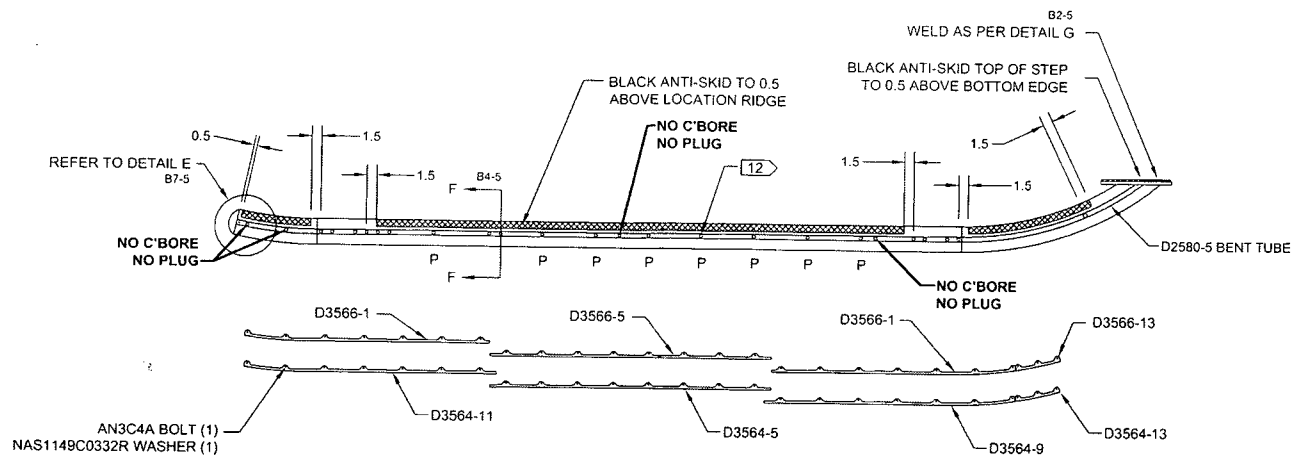 B2-5
WELD AS PER DETAIL G
BLACK ANTI-SKID TOP OF STEP
TO 0.5 ABOVE BOTTOM EDGE
BLACK ANTI-SKID TO 0.5
ABOVE LOCATION RIDGE
NO C'BORE
NO PLUG
12
0.5
1.5
1.5
1.5
1.5
1.5
REFER TO DETAIL E
B7-5
F
B4-5
NO C'BORE
NO PLUG
D2580-5 BENT TUBE
P P P P P P P P
F
NO C'BORE
NO PLUG
D3566-1
D3566-5
D3566-1
D3566-13
D3564-11
D3564-5
D3564-9
D3564-13
AN3C4A BOLT (1)
NAS1149C0332R WASHER (1)